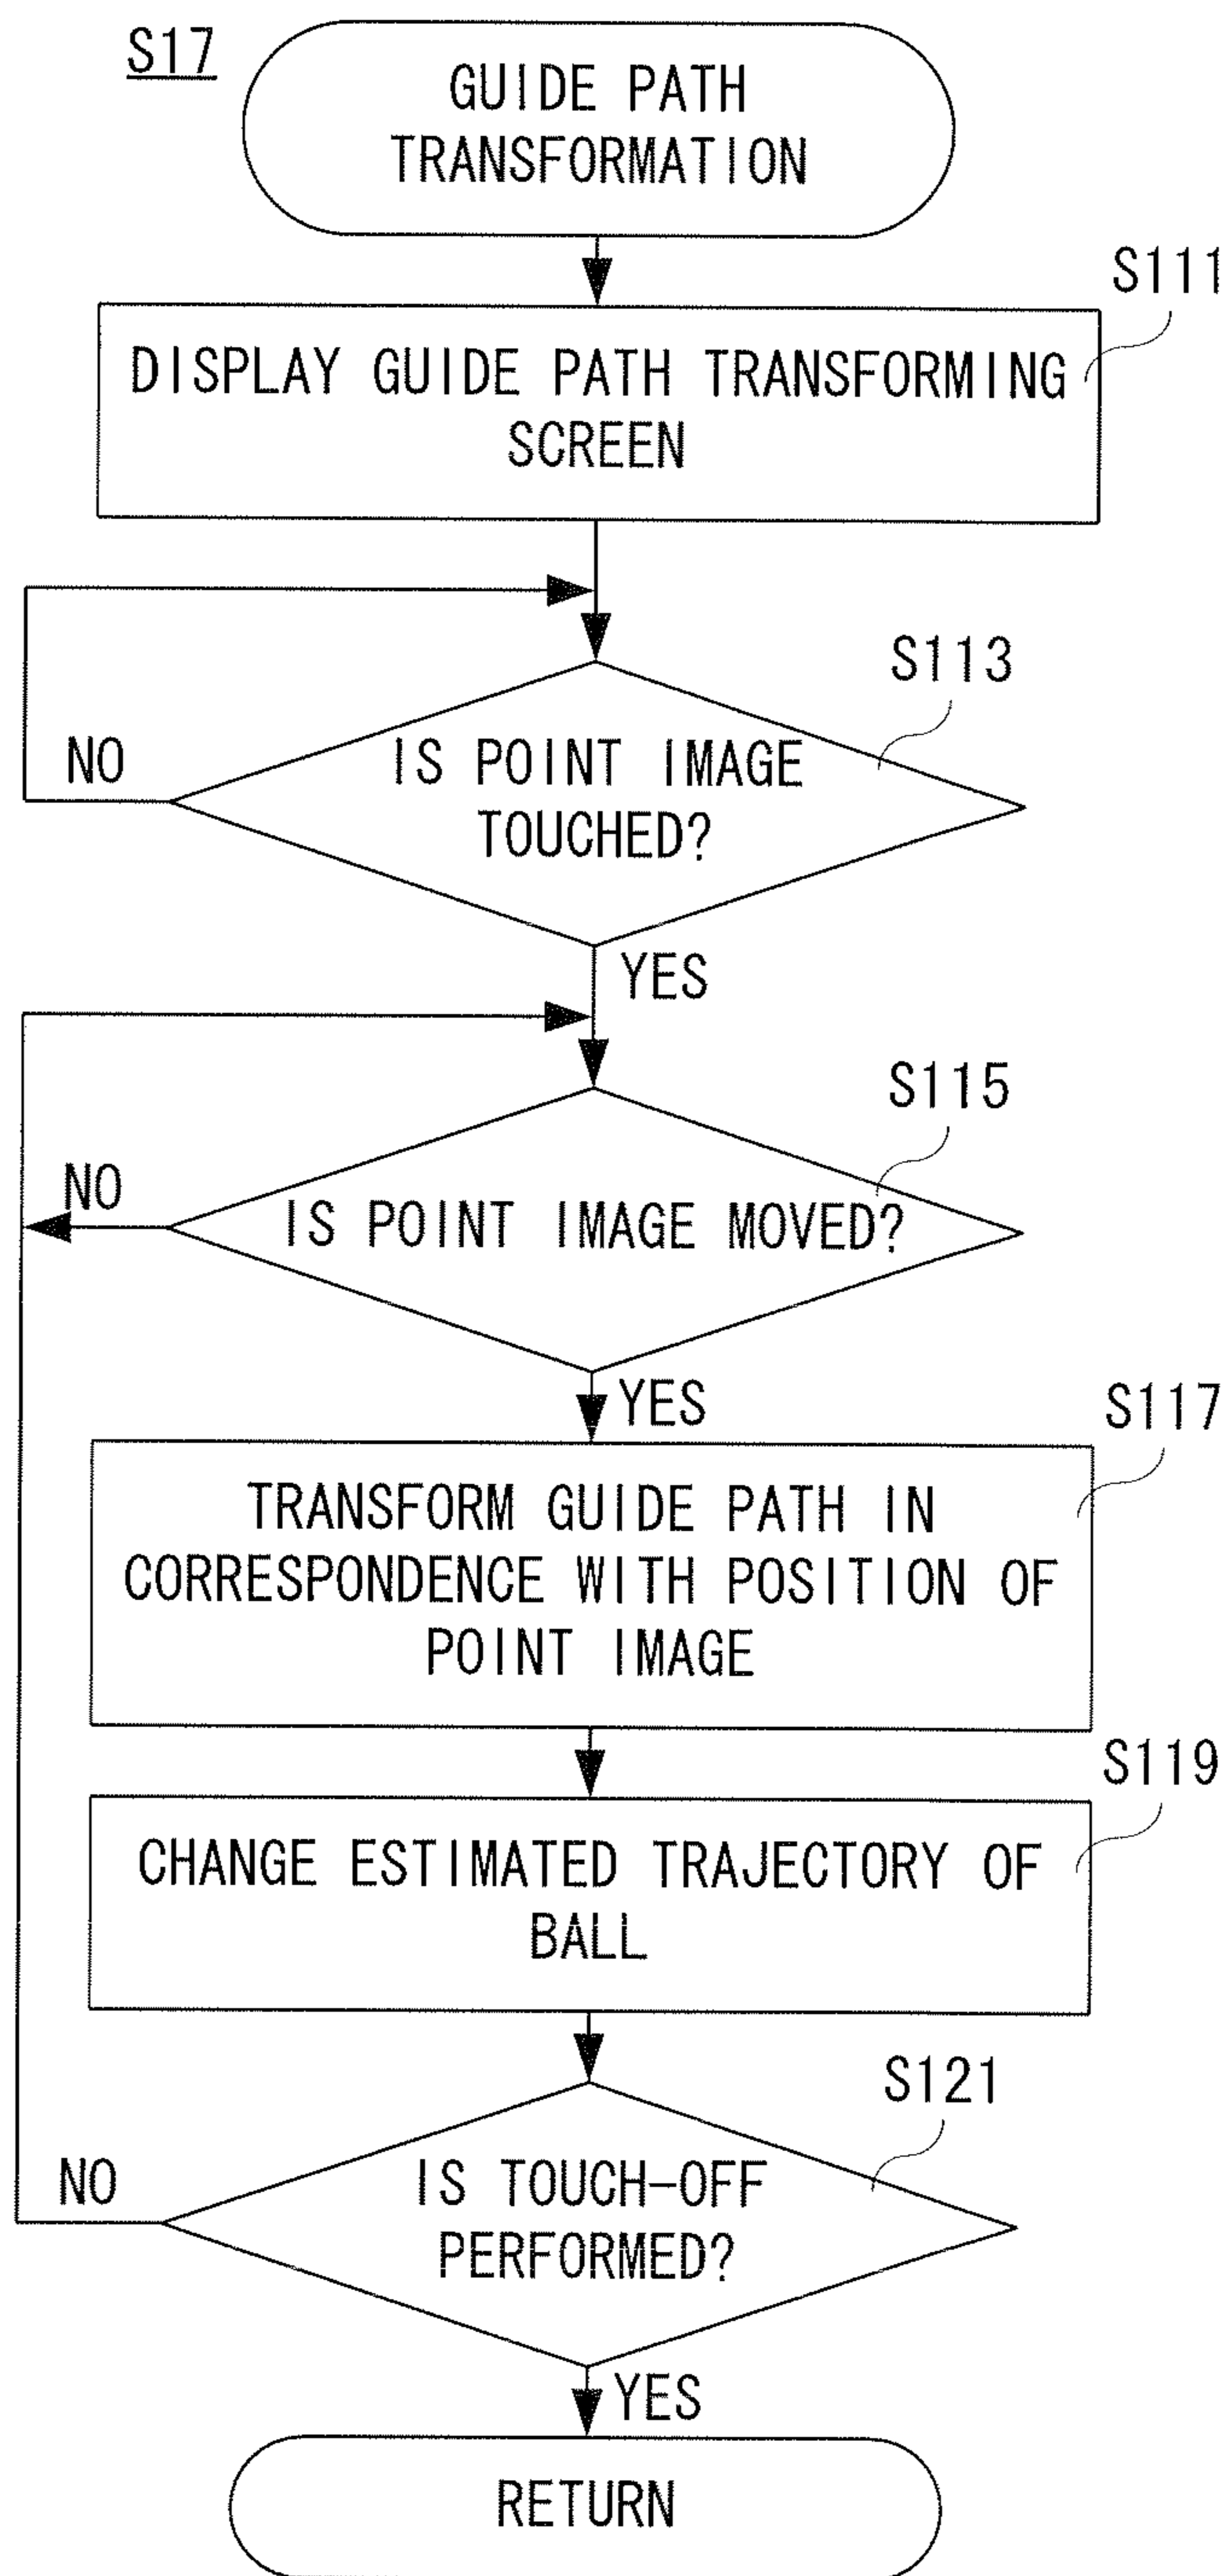 S17
GUIDE PATH
TRANSFORMATION
S111
DISPLAY GUIDE PATH TRANSFORMING
SCREEN
S113
NO
IS POINT IMAGE
TOUCHED?
YES
S115
NO
IS POINT IMAGE MOVED?
YES
S117
TRANSFORM GUIDE PATH IN
CORRESPONDENCE WITH POSITION OF
POINT IMAGE
S119
CHANGE ESTIMATED TRAJECTORY OF
BALL
S121
NO
IS TOUCH-OFF
PERFORMED?
YES
RETURN